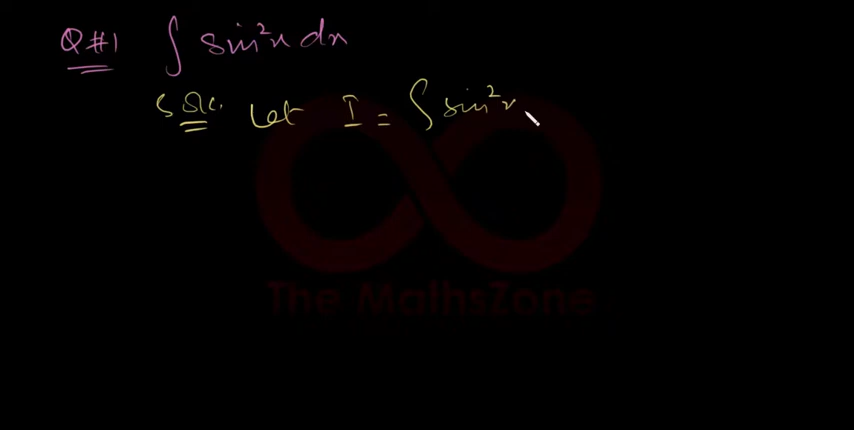 Q#1 ∫ sin²x dx
Sol. Let I = ∫ sin²x
The MathsZone